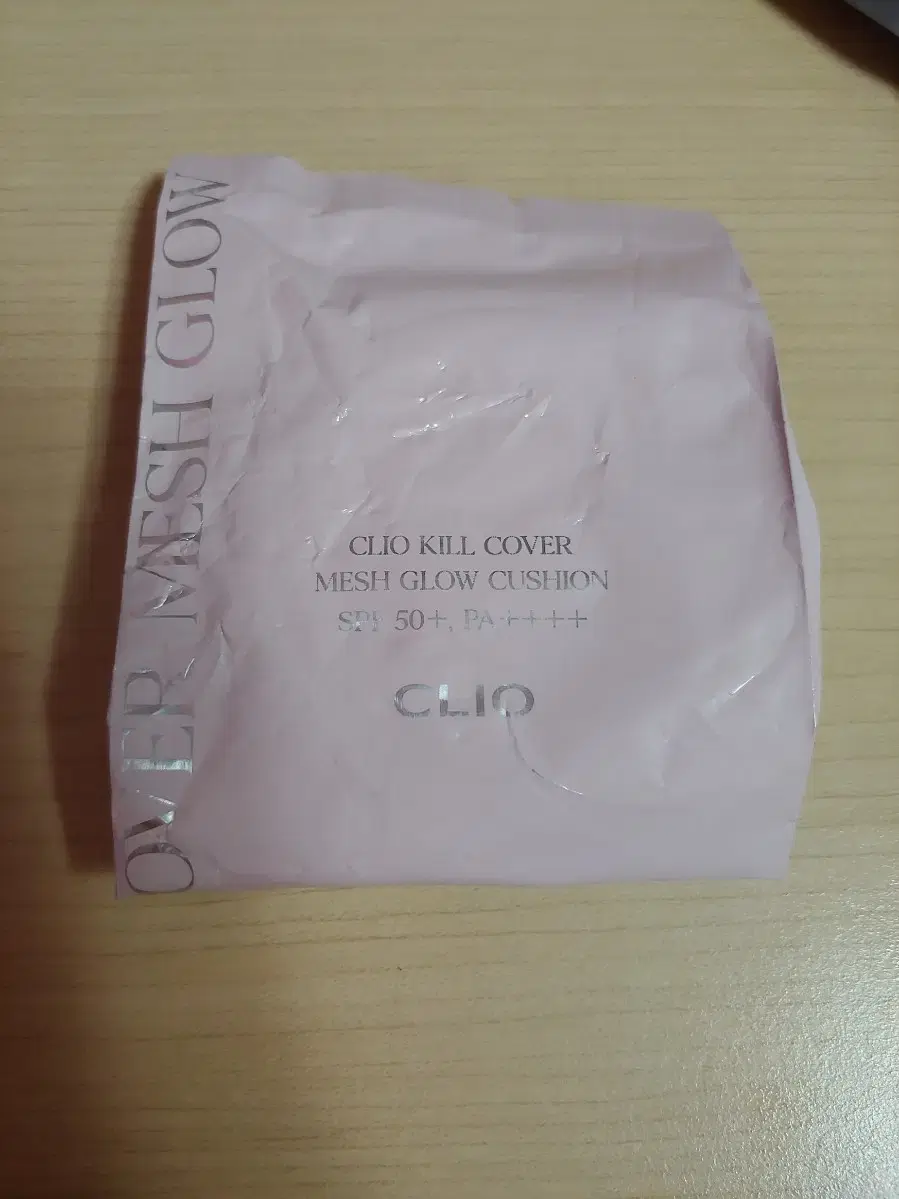 OVER MESH GLOW
CLIO KILL COVER
MESH GLOW CUSHION
SPF 50+, PA++++
CLIO